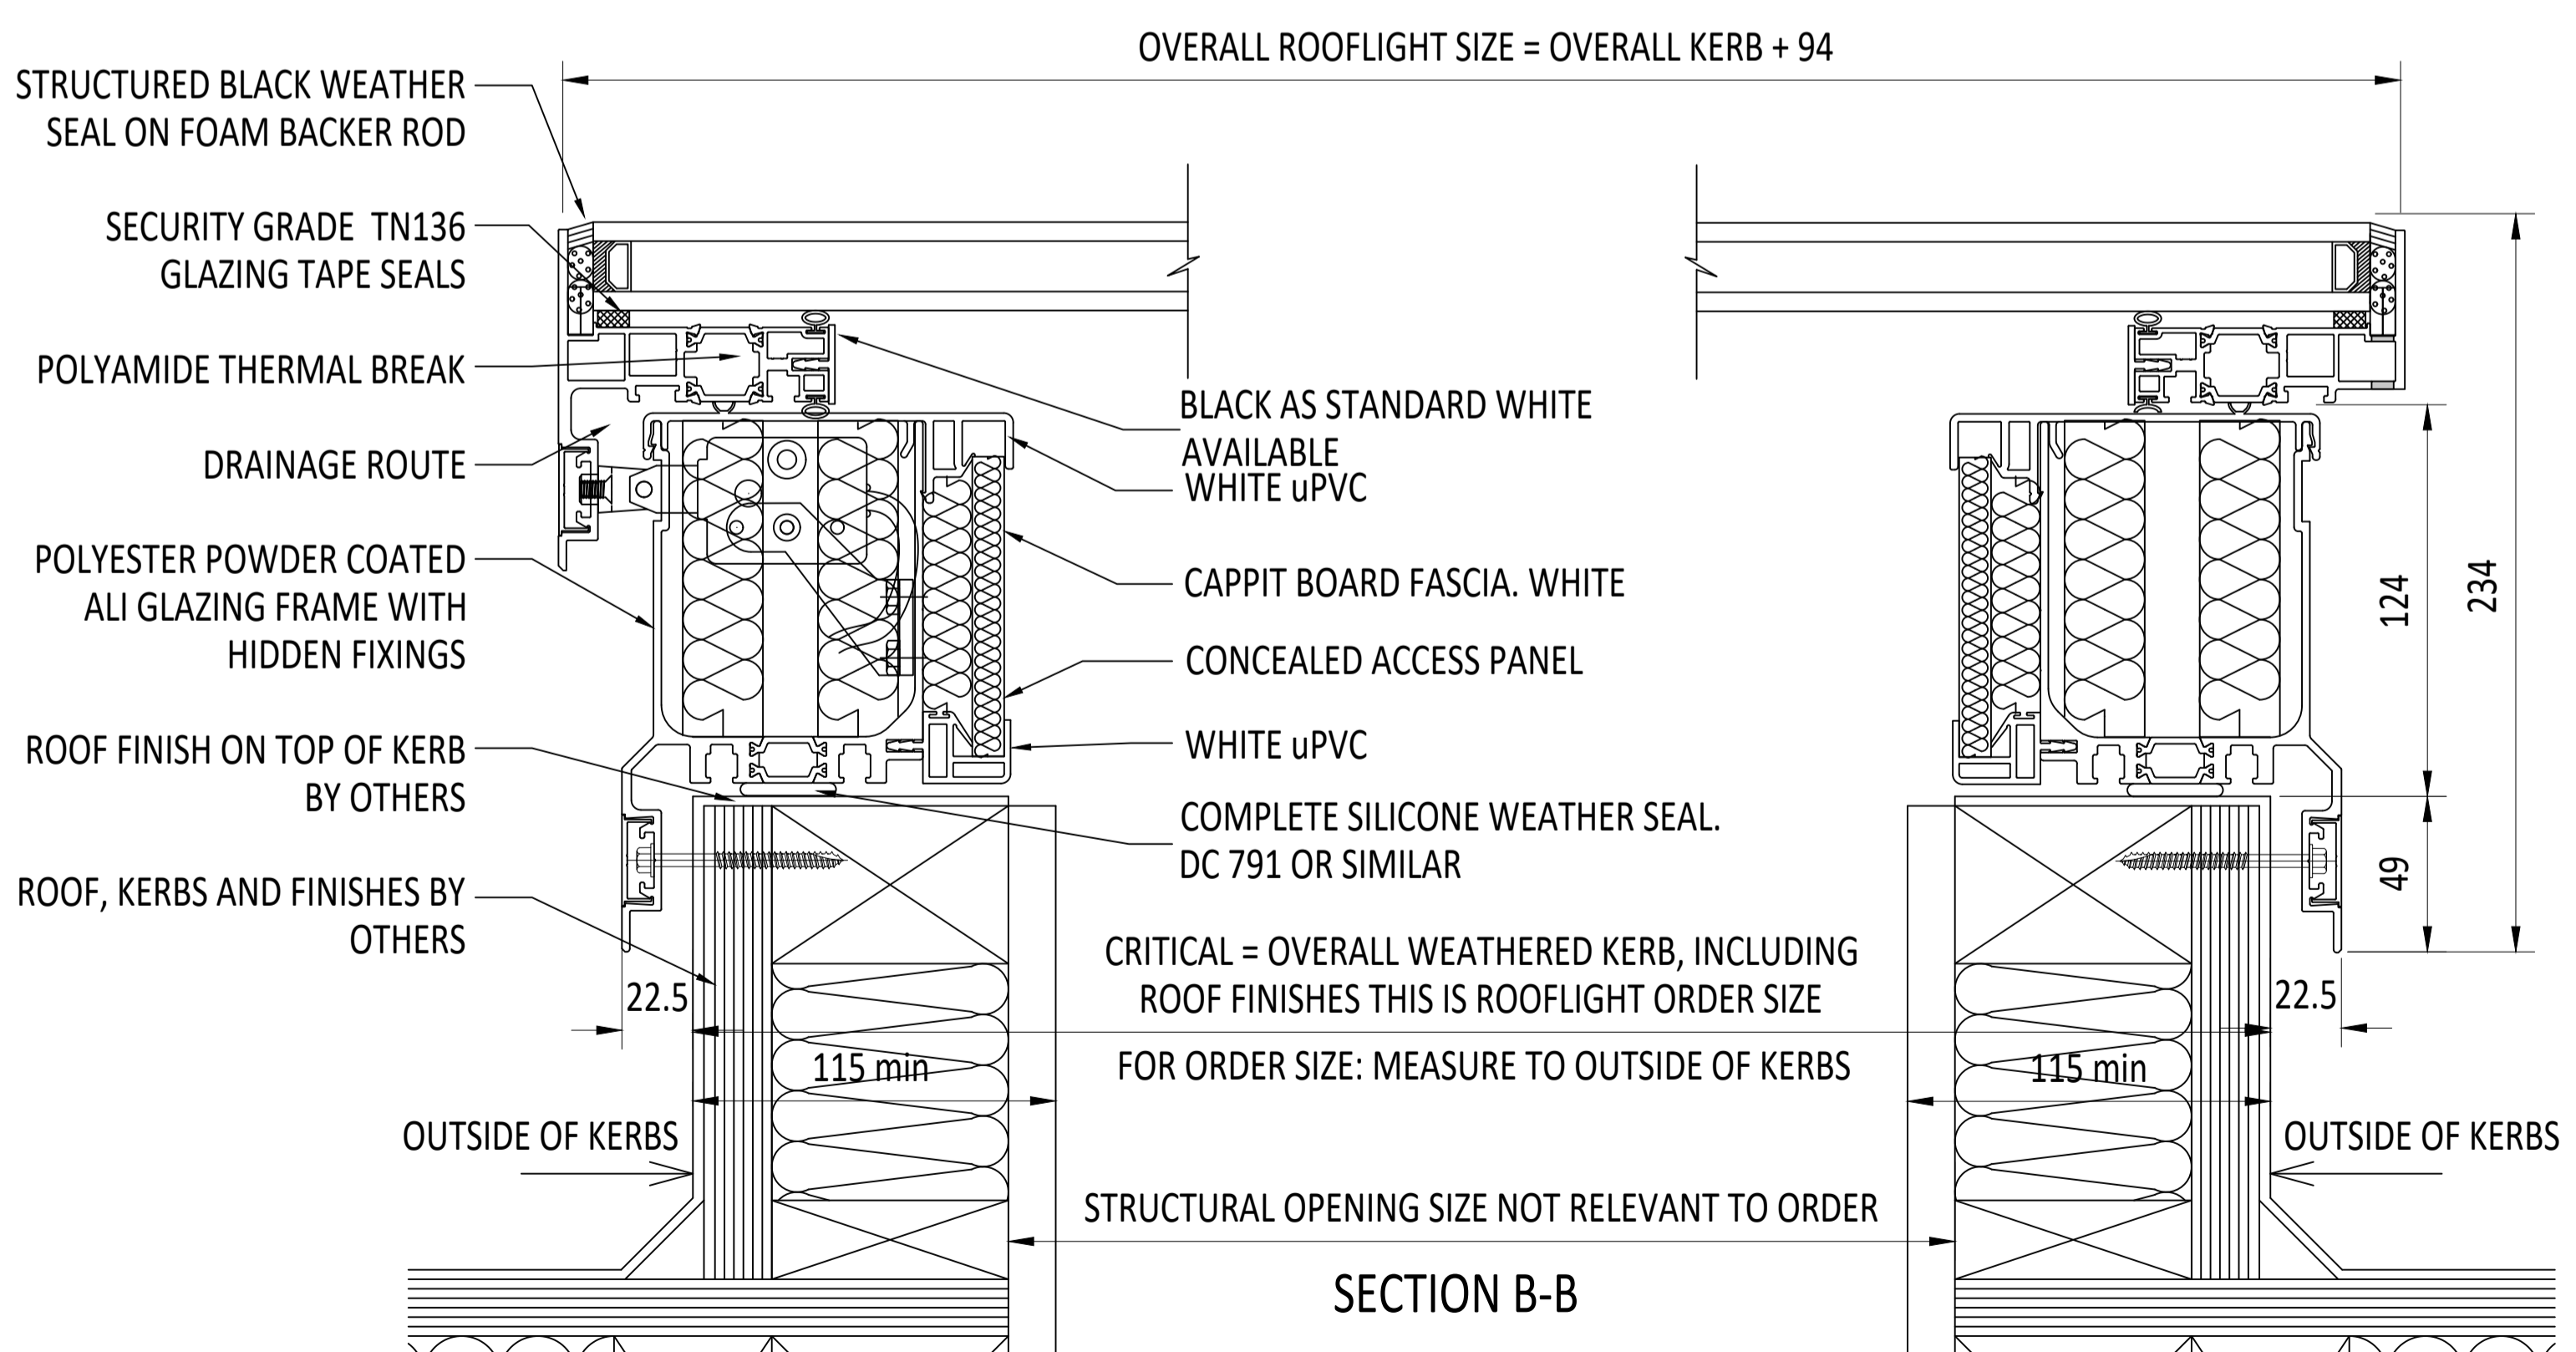 OVERALL ROOFLIGHT SIZE = OVERALL KERB + 94
STRUCTURED BLACK WEATHER
SEAL ON FOAM BACKER ROD
SECURITY GRADE TN136
GLAZING TAPE SEALS
POLYAMIDE THERMAL BREAK
DRAINAGE ROUTE
POLYESTER POWDER COATED
ALI GLAZING FRAME WITH
HIDDEN FIXINGS
ROOF FINISH ON TOP OF KERB
BY OTHERS
ROOF, KERBS AND FINISHES BY
OTHERS
BLACK AS STANDARD WHITE
AVAILABLE
WHITE uPVC
CAPPIT BOARD FASCIA. WHITE
CONCEALED ACCESS PANEL
WHITE uPVC
COMPLETE SILICONE WEATHER SEAL.
DC 791 OR SIMILAR
124
234
49
CRITICAL = OVERALL WEATHERED KERB, INCLUDING
ROOF FINISHES THIS IS ROOFLIGHT ORDER SIZE
22.5
22.5
115 min
FOR ORDER SIZE: MEASURE TO OUTSIDE OF KERBS
115 min
OUTSIDE OF KERBS
OUTSIDE OF KERBS
STRUCTURAL OPENING SIZE NOT RELEVANT TO ORDER
SECTION B-B